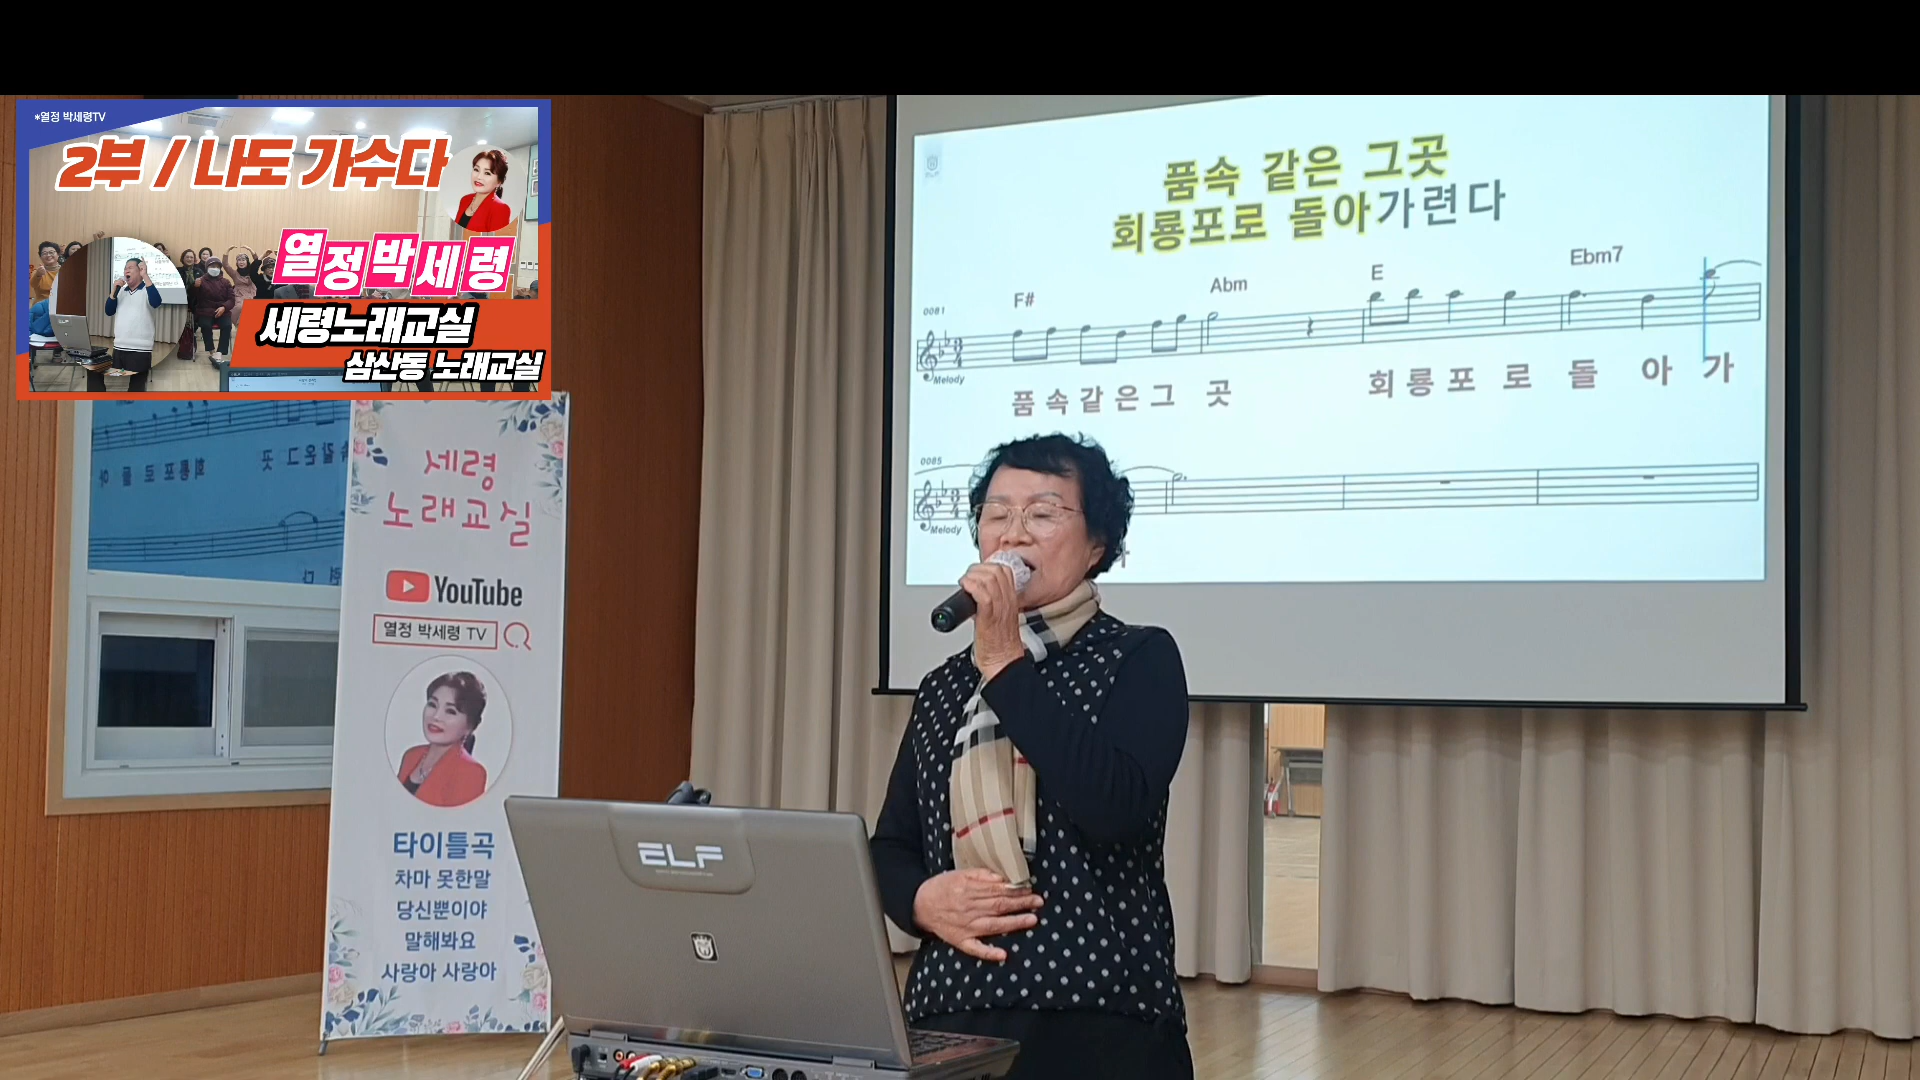 *열정 박세령TV
2부 / 나도 가수다
열정박세령
세령노래교실
삼산동 노래교실
품속 같은 그곳
회룡포로 돌아가련다
0081 F# Abm E Ebm7
Melody
품속같은그 곳 회룡포로 돌 아 가
0085
Melody
세령
노래교실
YouTube
열정 박세령 TV
타이틀곡
차마 못한말
당신뿐이야
말해봐요
사랑아 사랑아
ELF